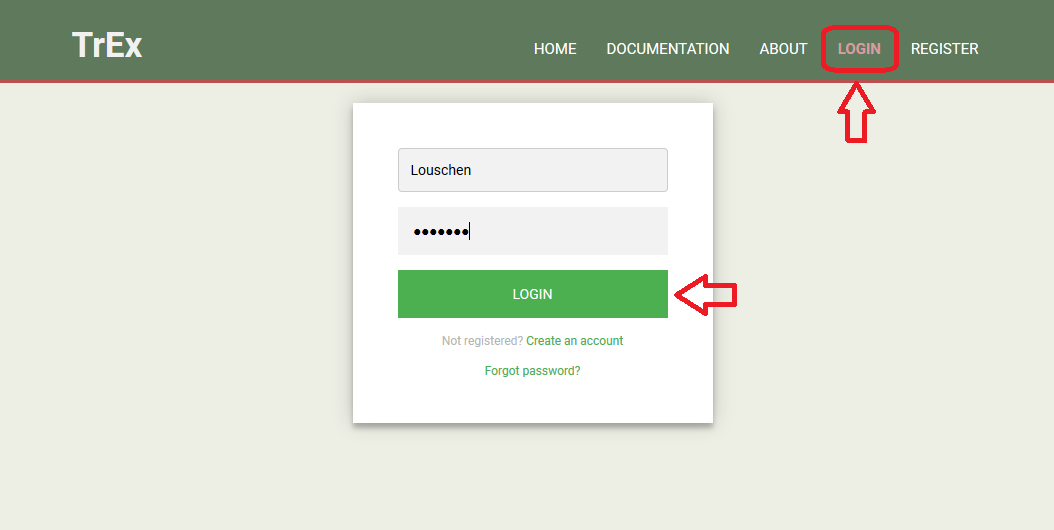 TrEx
HOME DOCUMENTATION ABOUT LOGIN REGISTER
Louschen
•••••••
LOGIN
Not registered? Create an account
Forgot password?